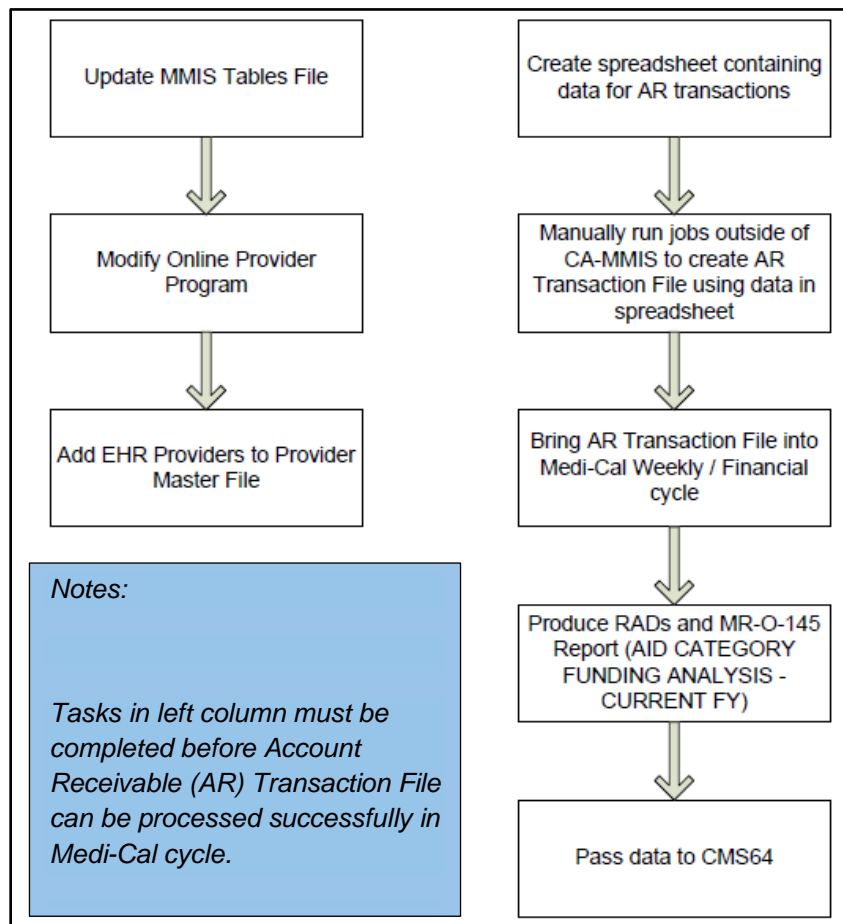 Update MMIS Tables File
Modify Online Provider
Program
Add EHR Providers to Provider
Master File
Notes:
Tasks in left column must be
completed before Account
Receivable (AR) Transaction File
can be processed successfully in
Medi-Cal cycle.
Create spreadsheet containing
data for AR transactions
Manually run jobs outside of
CA-MMIS to create AR
Transaction File using data in
spreadsheet
Bring AR Transaction File into
Medi-Cal Weekly / Financial
cycle
Produce RADs and MR-O-145
Report (AID CATEGORY
FUNDING ANALYSIS -
CURRENT FY)
Pass data to CMS64